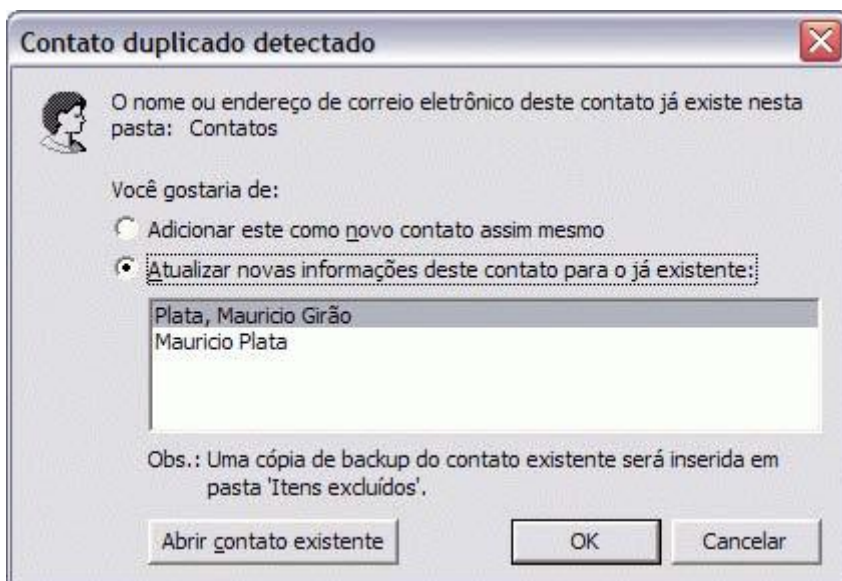 Contato duplicado detectado
O nome ou endereço de correio eletrônico deste contato já existe nesta
pasta: Contatos
Você gostaria de:
Adicionar este como novo contato assim mesmo
Atualizar novas informações deste contato para o já existente:
Plata, Mauricio Girão
Mauricio Plata
Obs.: Uma cópia de backup do contato existente será inserida em
pasta 'Itens excluídos'.
Abrir contato existente OK Cancelar